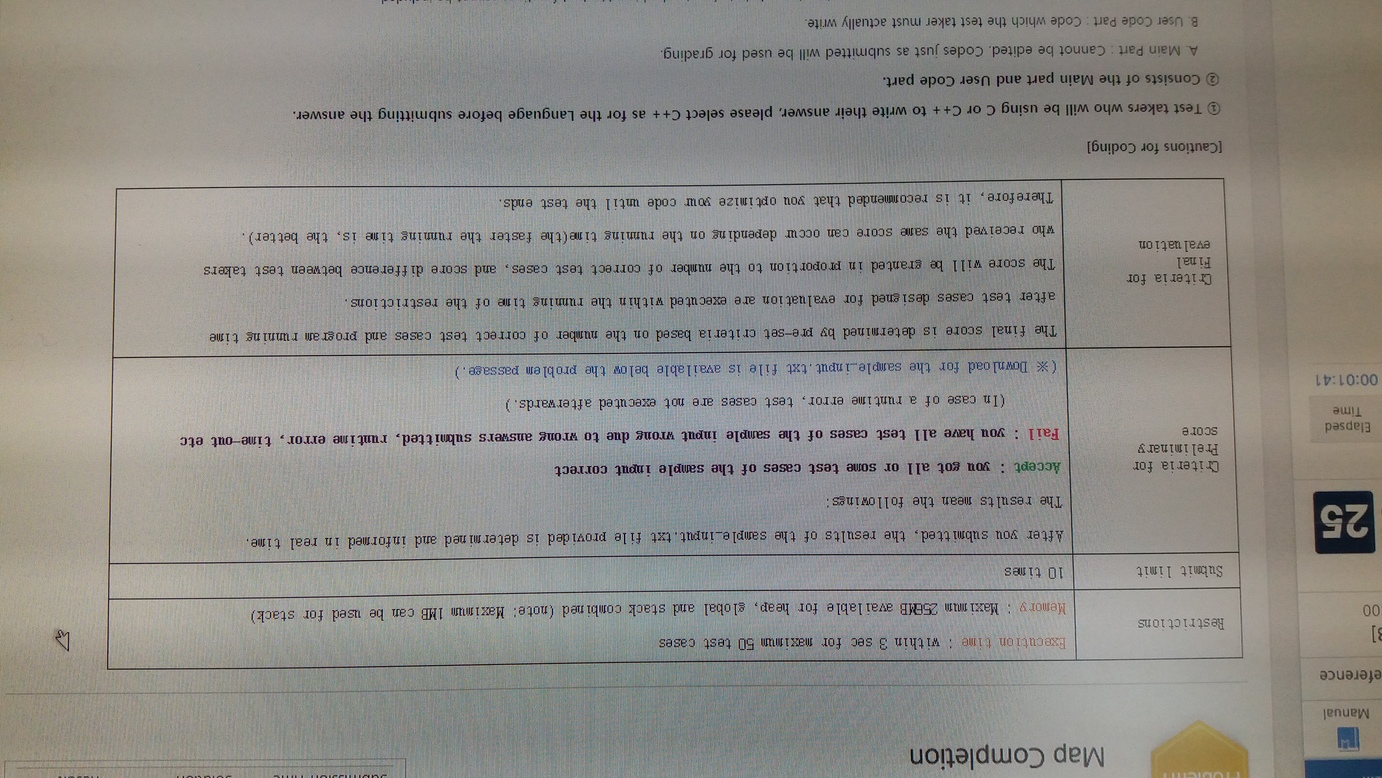 Map Completion
Manual
eference
3]
00
25
Elapsed
Time
00:01:41
Restrictions
Execution time : within 3 sec for maximum 50 test cases
Memory : Maximum 256MB available for heap, global and stack combined (note: Maximum 1MB can be used for stack)
Submit limit
10 times
Criteria for
Preliminary
score
After you submitted, the results of the sample_input.txt file provided is determined and informed in real time.
The results mean the followings:
Accept : you got all or some test cases of the sample input correct
Fail : you have all test cases of the sample input wrong due to wrong answers submitted, runtime error, time-out etc
(In case of a runtime error, test cases are not executed afterwards.)
(※ Download for the sample_input.txt file is available below the problem passage.)
Criteria for
Final
evaluation
The final score is determined by pre-set criteria based on the number of correct test cases and program running time
after test cases designed for evaluation are executed within the running time of the restrictions.
The score will be granted in proportion to the number of correct test cases, and score difference between test takers
who received the same score can occur depending on the running time(the faster the running time is, the better).
Therefore, it is recommended that you optimize your code until the test ends.
[Cautions for Coding]
① Test takers who will be using C or C++ to write their answer, please select C++ as for the Language before submitting the answer.
② Consists of the Main part and User Code part.
A. Main Part : Cannot be edited. Codes just as submitted will be used for grading.
B. User Code Part : Code which the test taker must actually write.